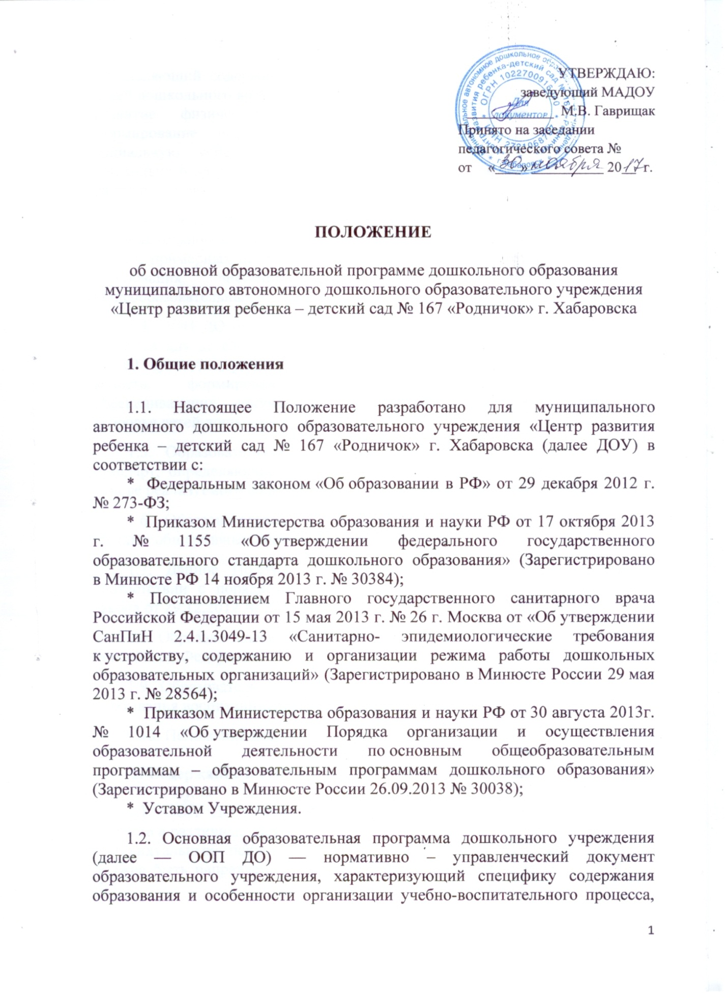 УТВЕРЖДАЮ:
заведующий МАДОУ
М.В. Гаврищак
Принято на заседании
педагогического совета №
от «30» ноября 2017 г.
Для
документов
ПОЛОЖЕНИЕ
об основной образовательной программе дошкольного образования
муниципального автономного дошкольного образовательного учреждения
«Центр развития ребенка – детский сад № 167 «Родничок» г. Хабаровска
1. Общие положения
1.1. Настоящее Положение разработано для муниципального
автономного дошкольного образовательного учреждения «Центр развития
ребенка – детский сад № 167 «Родничок» г. Хабаровска (далее ДОУ) в
соответствии с:
* Федеральным законом «Об образовании в РФ» от 29 декабря 2012 г.
№ 273-ФЗ;
* Приказом Министерства образования и науки РФ от 17 октября 2013
г. № 1155 «Об утверждении федерального государственного
образовательного стандарта дошкольного образования» (Зарегистрировано
в Минюсте РФ 14 ноября 2013 г. № 30384);
* Постановлением Главного государственного санитарного врача
Российской Федерации от 15 мая 2013 г. № 26 г. Москва от «Об утверждении
СанПиН 2.4.1.3049-13 «Санитарно- эпидемиологические требования
к устройству, содержанию и организации режима работы дошкольных
образовательных организаций» (Зарегистрировано в Минюсте России 29 мая
2013 г. № 28564);
* Приказом Министерства образования и науки РФ от 30 августа 2013г.
№ 1014 «Об утверждении Порядка организации и осуществления
образовательной деятельности по основным общеобразовательным
программам – образовательным программам дошкольного образования»
(Зарегистрировано в Минюсте России 26.09.2013 № 30038);
* Уставом Учреждения.
1.2. Основная образовательная программа дошкольного учреждения
(далее — ООП ДО) — нормативно – управленческий документ
образовательного учреждения, характеризующий специфику содержания
образования и особенности организации учебно-воспитательного процесса,
1